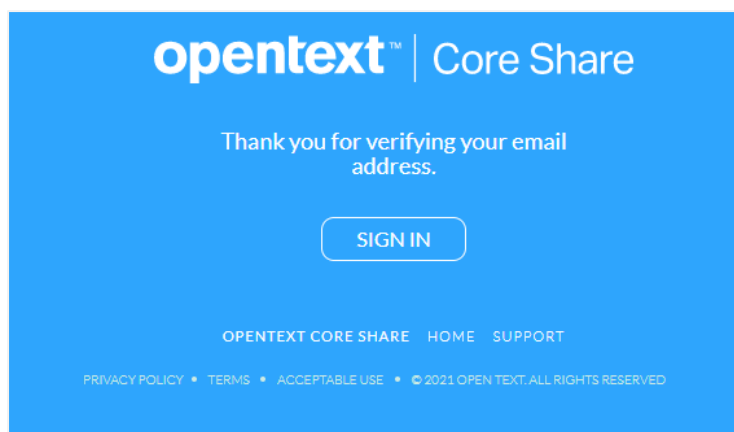 opentext™ | Core Share
Thank you for verifying your email
address.
SIGN IN
OPENTEXT CORE SHARE HOME SUPPORT
PRIVACY POLICY • TERMS • ACCEPTABLE USE • © 2021 OPEN TEXT. ALL RIGHTS RESERVED